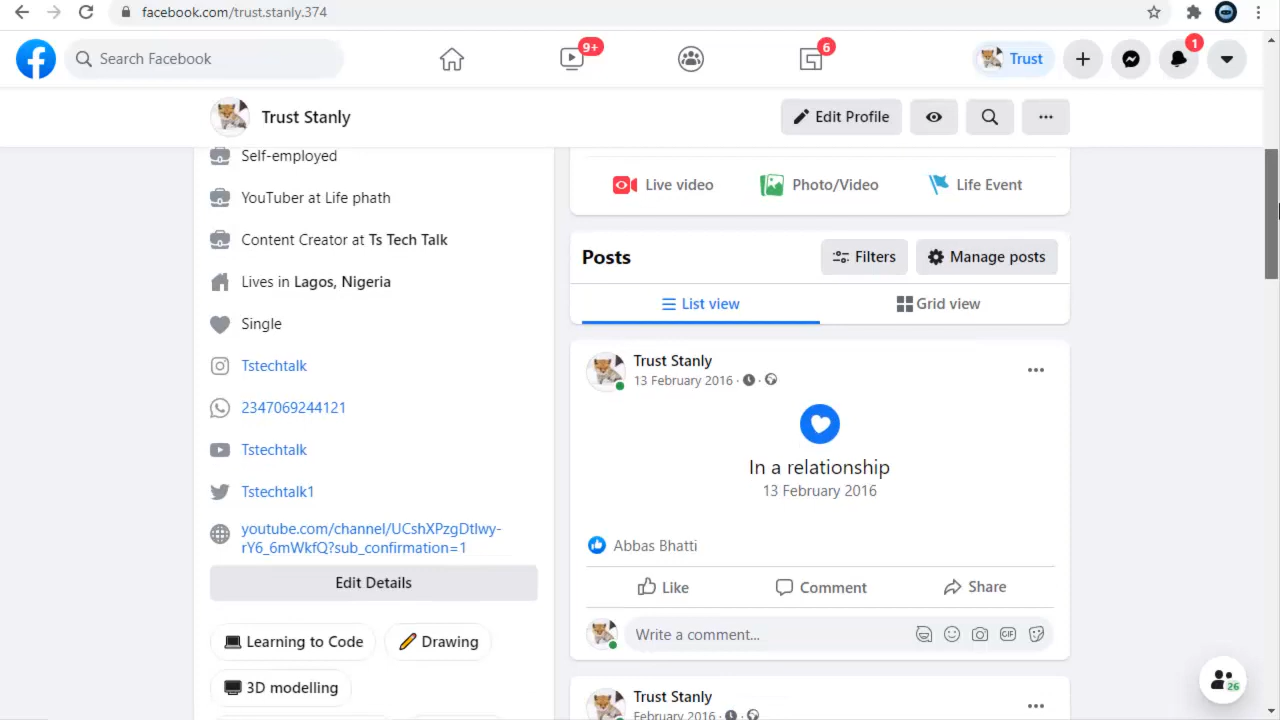 facebook.com/trust.stanly.374
Search Facebook
9+
6
Trust
1
Trust Stanly
Edit Profile
Self-employed
YouTuber at Life phath
Content Creator at Ts Tech Talk
Lives in Lagos, Nigeria
Single
Tstechtalk
2347069244121
Tstechtalk
Tstechtalk1
youtube.com/channel/UCshXPzgDtlwy-
rY6_6mWkfQ?sub_confirmation=1
Edit Details
Learning to Code
Drawing
3D modelling
Live video
Photo/Video
Life Event
Posts
Filters
Manage posts
List view
Grid view
Trust Stanly
13 February 2016
In a relationship
13 February 2016
Abbas Bhatti
Like
Comment
Share
Write a comment...
GIF
Trust Stanly
February 2016
26